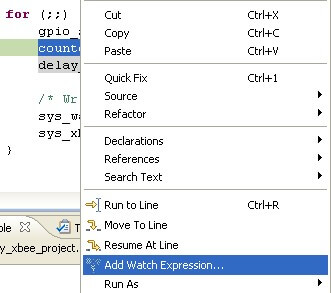 for (;;)
gpio_
count
delay_
/* Wr
sys_w
sys_x
}
Cut Ctrl+X
Copy Ctrl+C
Paste Ctrl+V
Quick Fix Ctrl+1
Source
Refactor
Declarations
References
Search Text
Run to Line Ctrl+R
Move To Line
Resume At Line
Add Watch Expression...
Run As
ole
y_xbee_project.